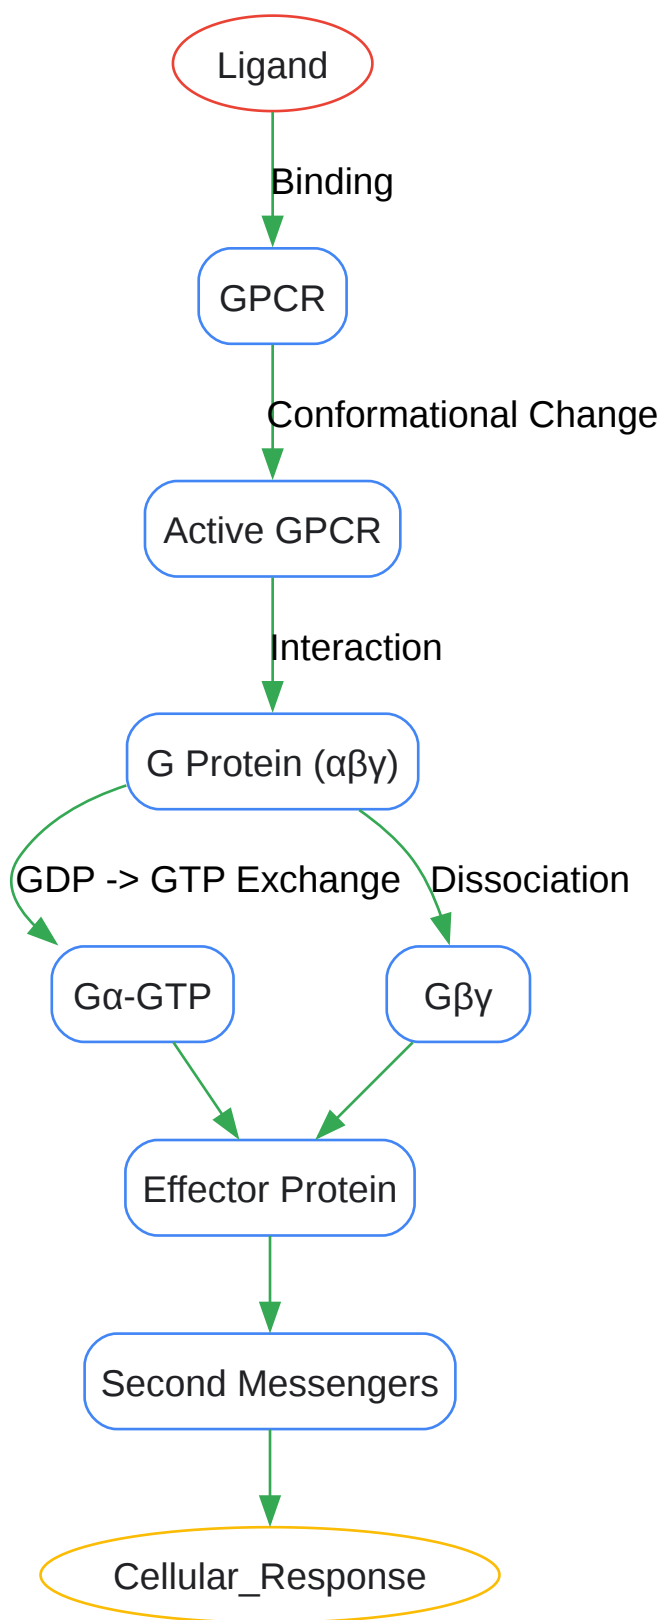 Ligand
Binding
GPCR
Conformational Change
Active GPCR
Interaction
G Protein (αβγ)
GDP -> GTP Exchange
Dissociation
Gα-GTP
Gβγ
Effector Protein
Second Messengers
Cellular_Response